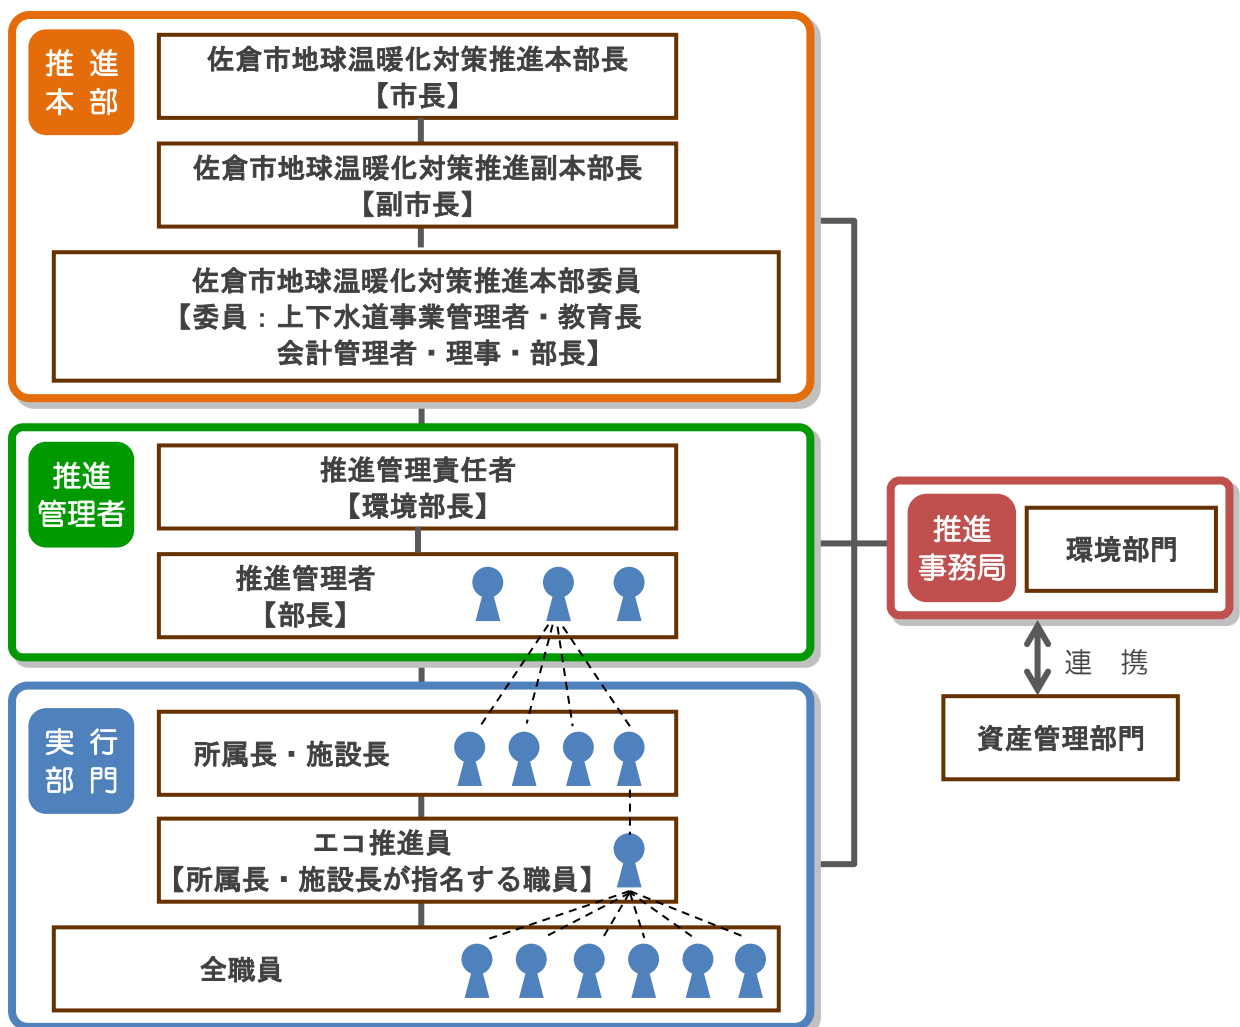 推 進
本 部
佐倉市地球温暖化対策推進本部長
【市長】
佐倉市地球温暖化対策推進副本部長
【副市長】
佐倉市地球温暖化対策推進本部委員
【委員：上下水道事業管理者・教育長
会計管理者・理事・部長】
推進
管理者
推進管理責任者
【環境部長】
推進管理者
【部長】
推進
事務局
環境部門
連 携
資産管理部門
実 行
部 門
所属長・施設長
エコ推進員
【所属長・施設長が指名する職員】
全職員